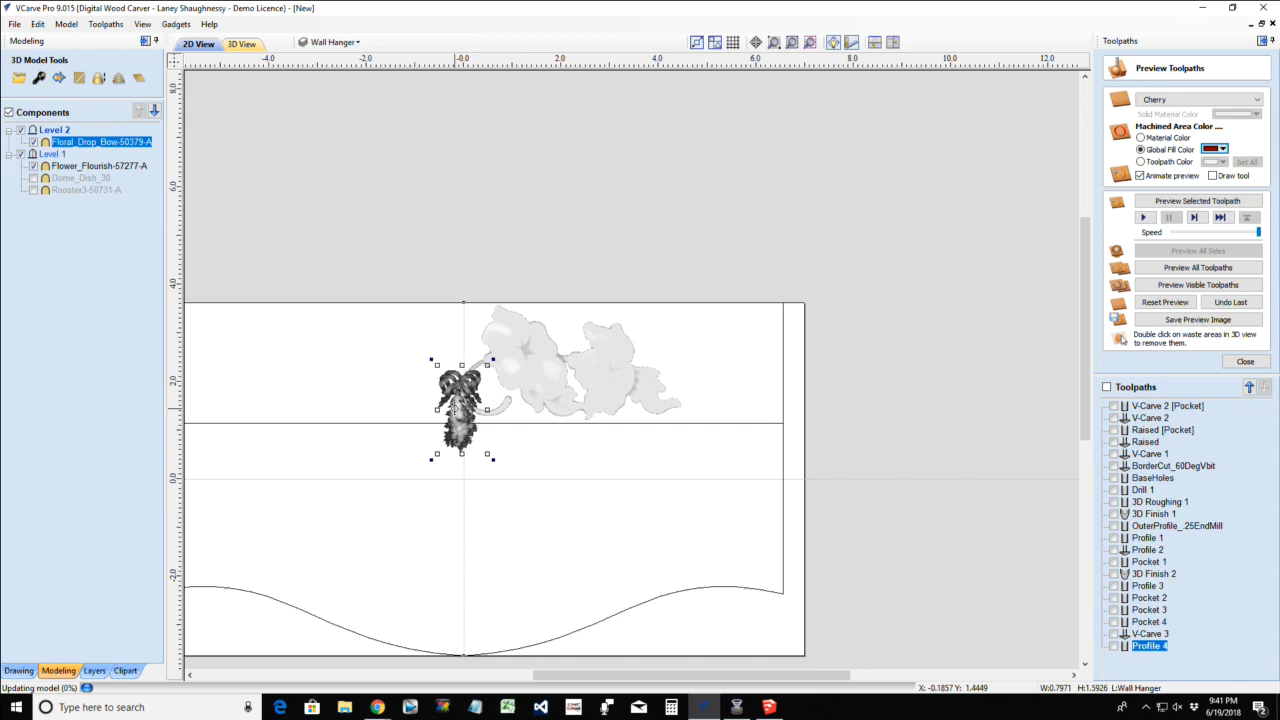 VCarve Pro 9.015 {Digital Wood Carver - Laney Shaughnessy - Demo Licence} - [New]
File Edit Model Toolpaths View Gadgets Help
Modeling
2D View 3D View Wall Hanger
Toolpaths
3D Model Tools
Components
Level 2
Floral_Drop_Bow-50379-A
Level 1
Flower_Flourish-57277-A
Dome_Dish_30
Rooster3-50731-A
-4.0 -2.0 -0.0 2.0 4.0 6.0 8.0 10.0 12.0
8.0
6.0
4.0
2.0
0.0
-2.0
Preview Toolpaths
Cherry
Solid Material Color
Machined Area Color ....
Material Color
Global Fill Color
Toolpath Color Set All
Animate preview Draw tool
Preview Selected Toolpath
Speed
Preview All Sides
Preview All Toolpaths
Preview Visible Toolpaths
Reset Preview Undo Last
Save Preview Image
Double click on waste areas in 3D view
to remove them.
Close
Toolpaths
V-Carve 2 [Pocket]
V-Carve 2
Raised [Pocket]
Raised
V-Carve 1
BorderCut_60DegVbit
BaseHoles
Drill 1
3D Roughing 1
3D Finish 1
OuterProfile_.25EndMill
Profile 1
Profile 2
Pocket 1
3D Finish 2
Profile 3
Pocket 2
Pocket 3
Pocket 4
V-Carve 3
Profile 4
Drawing Modeling Layers Clipart
Updating model (0%)
X: -0.1857 Y: 1.4449 W:0.7971 H:1.5926 L:Wall Hanger
Type here to search
9:41 PM
6/19/2018
2